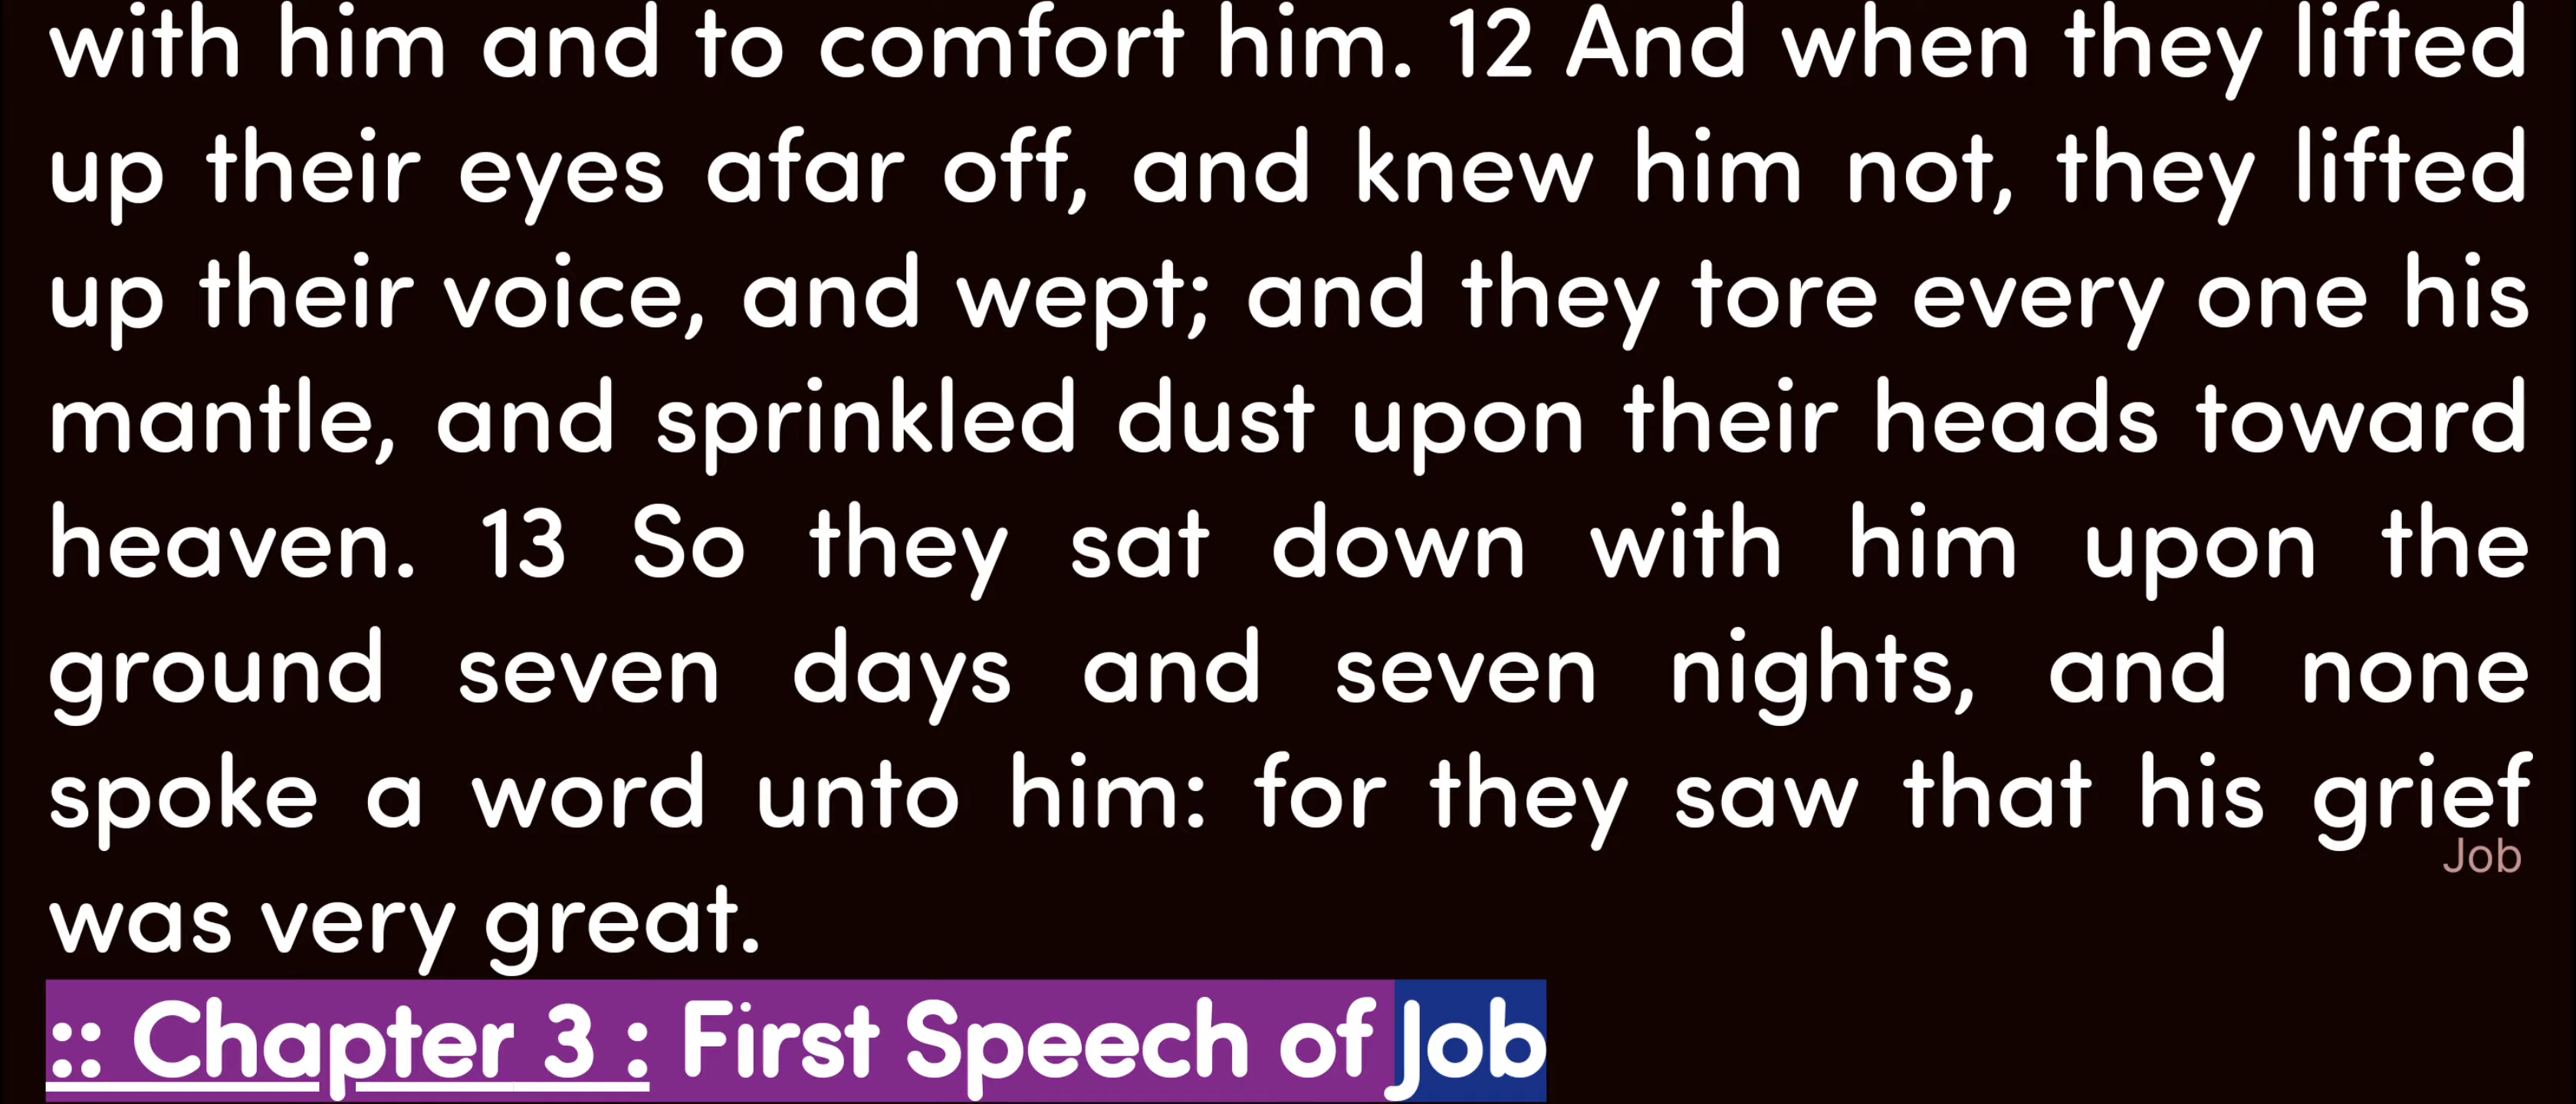 with him and to comfort him. 12 And when they lifted
up their eyes afar off, and knew him not, they lifted
up their voice, and wept; and they tore every one his
mantle, and sprinkled dust upon their heads toward
heaven. 13 So they sat down with him upon the
ground seven days and seven nights, and none
spoke a word unto him: for they saw that his grief
Job
was very great.
:: Chapter 3 : First Speech of Job